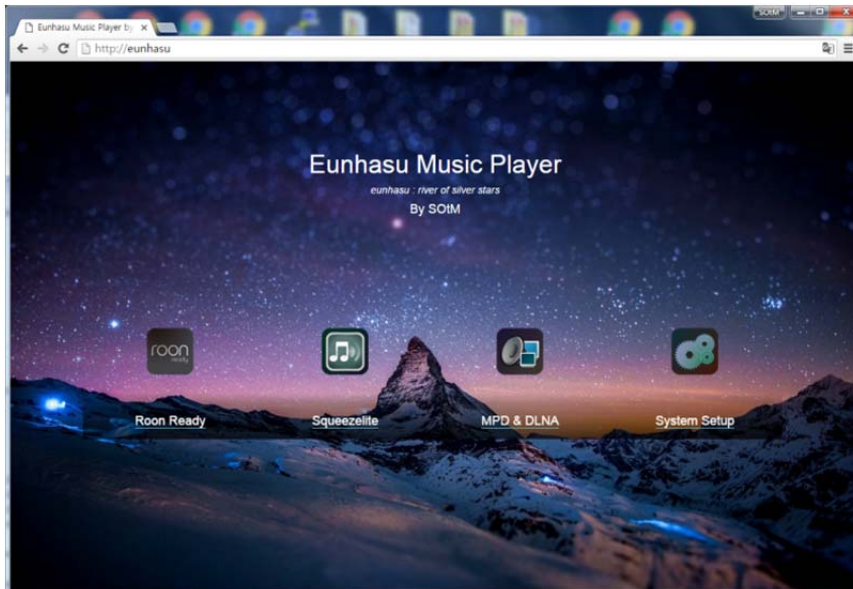 SOtM
Eunhasu Music Player by
http://eunhasu
Eunhasu Music Player
eunhasu : river of silver stars
By SOtM
roon
ready
Roon Ready
Squeezelite
MPD & DLNA
System Setup